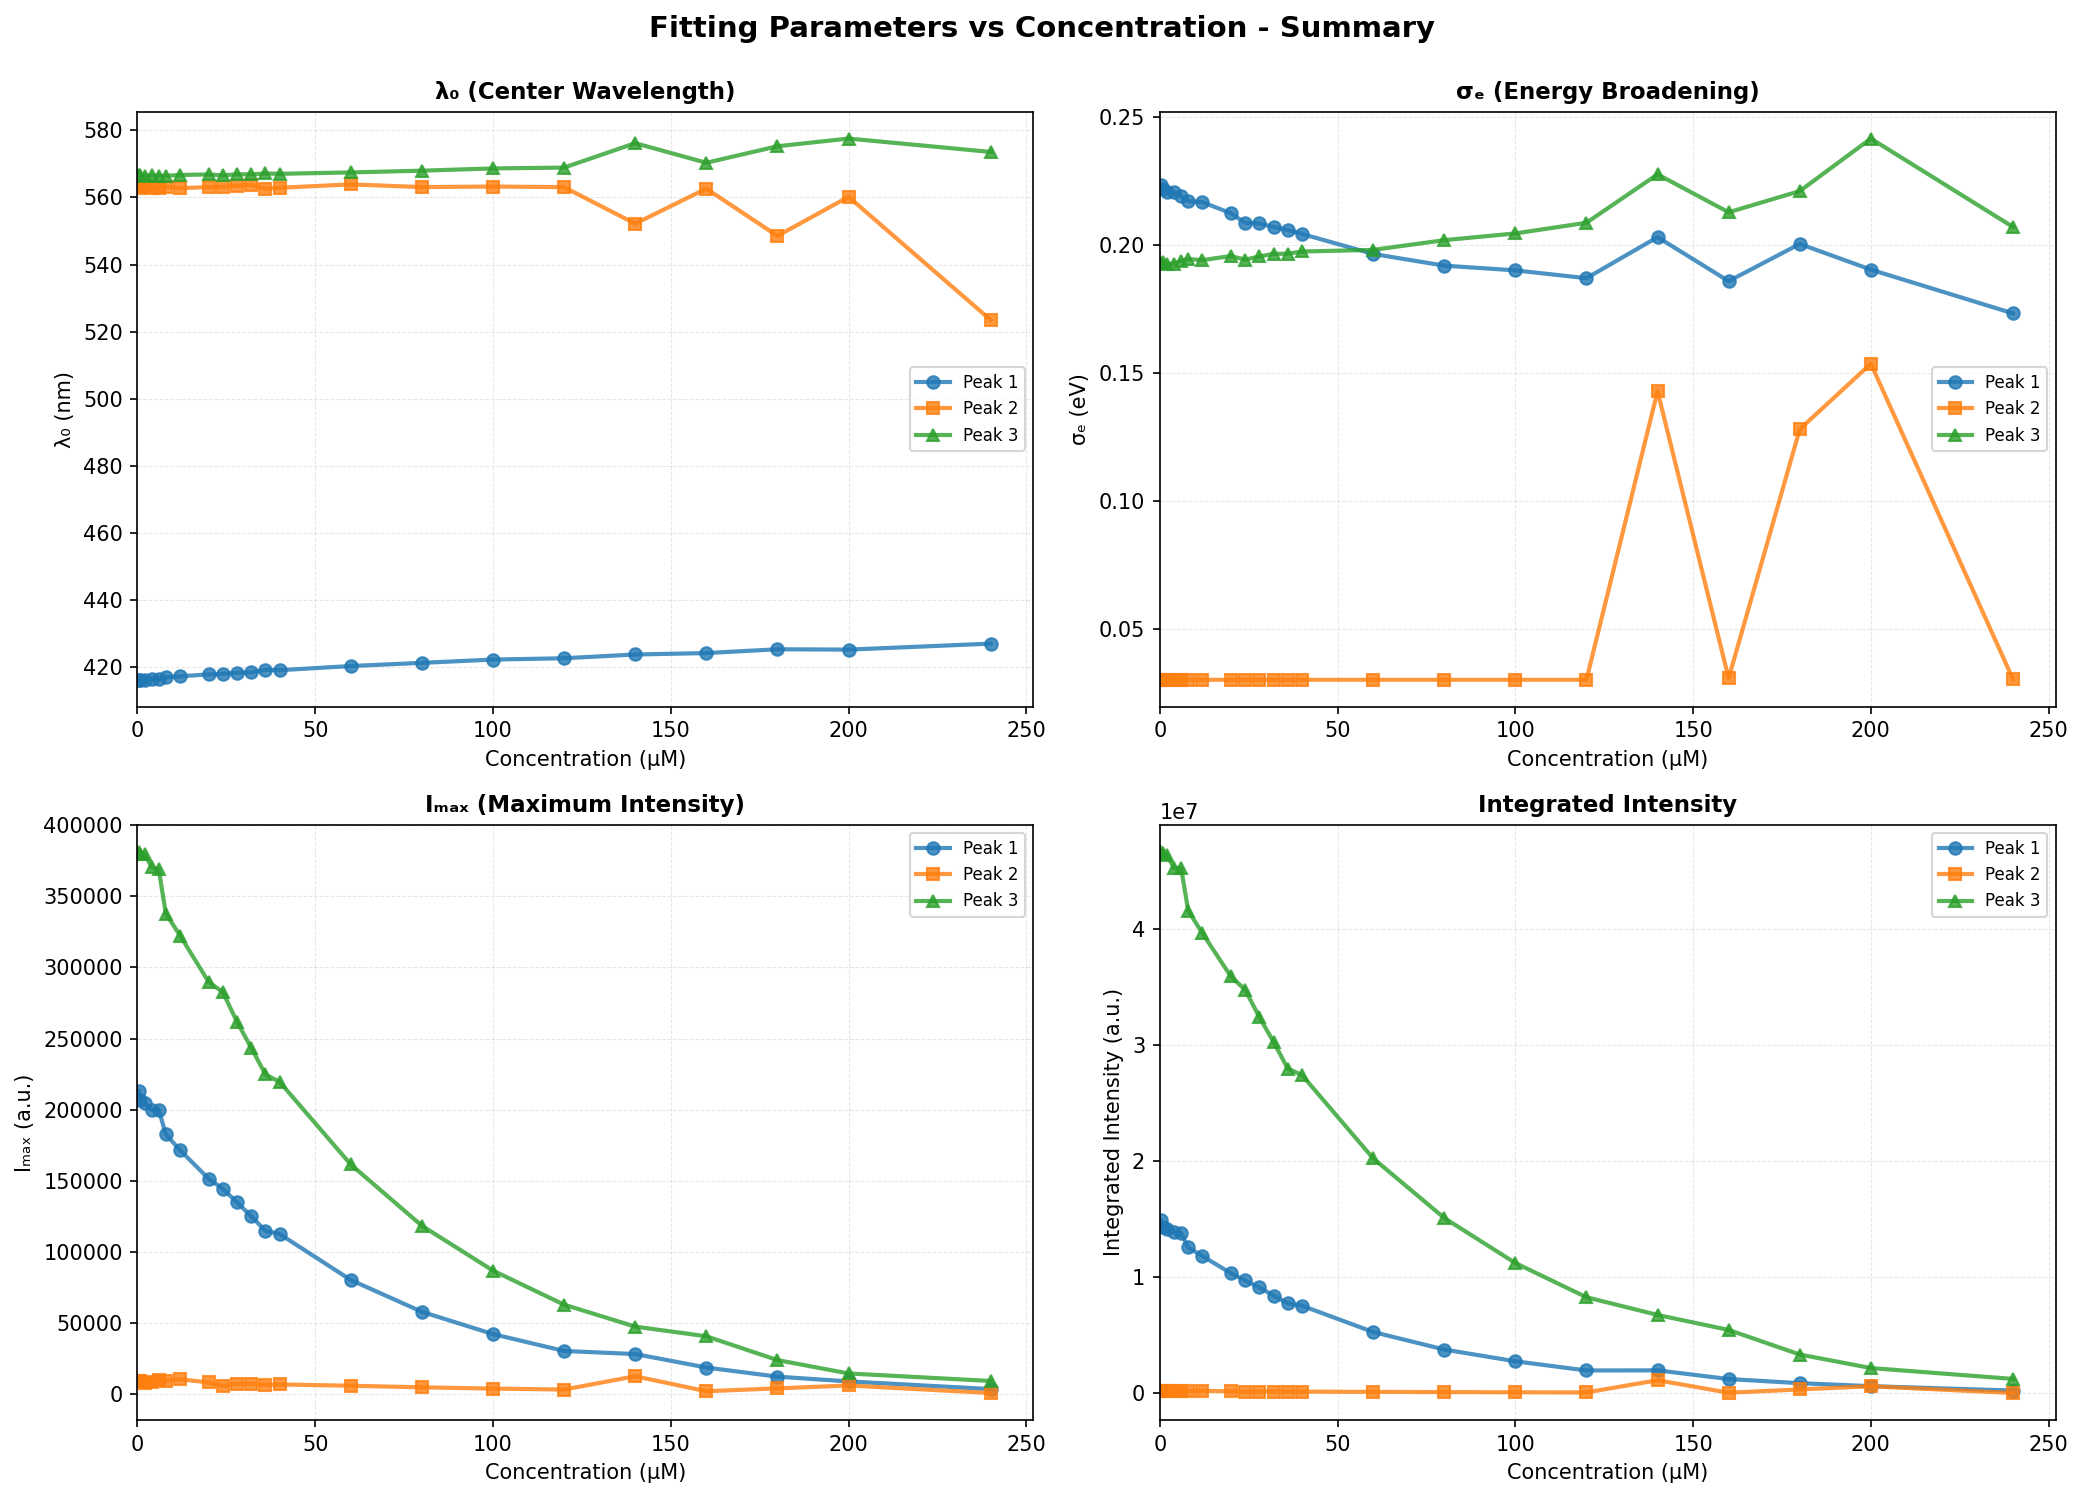 Fitting Parameters vs Concentration - Summary
λ₀ (Center Wavelength)
580
560
540
520
500
480
460
440
420
λ₀ (nm)
0
50
100
150
200
250
Concentration (μM)
Peak 1
Peak 2
Peak 3
σₑ (Energy Broadening)
0.25
0.20
0.15
0.10
0.05
σₑ (eV)
0
50
100
150
200
250
Concentration (μM)
Peak 1
Peak 2
Peak 3
Iₘₐₓ (Maximum Intensity)
400000
350000
300000
250000
200000
150000
100000
50000
0
Iₘₐₓ (a.u.)
0
50
100
150
200
250
Concentration (μM)
Peak 1
Peak 2
Peak 3
Integrated Intensity
1e7
4
3
2
1
0
Integrated Intensity (a.u.)
0
50
100
150
200
250
Concentration (μM)
Peak 1
Peak 2
Peak 3